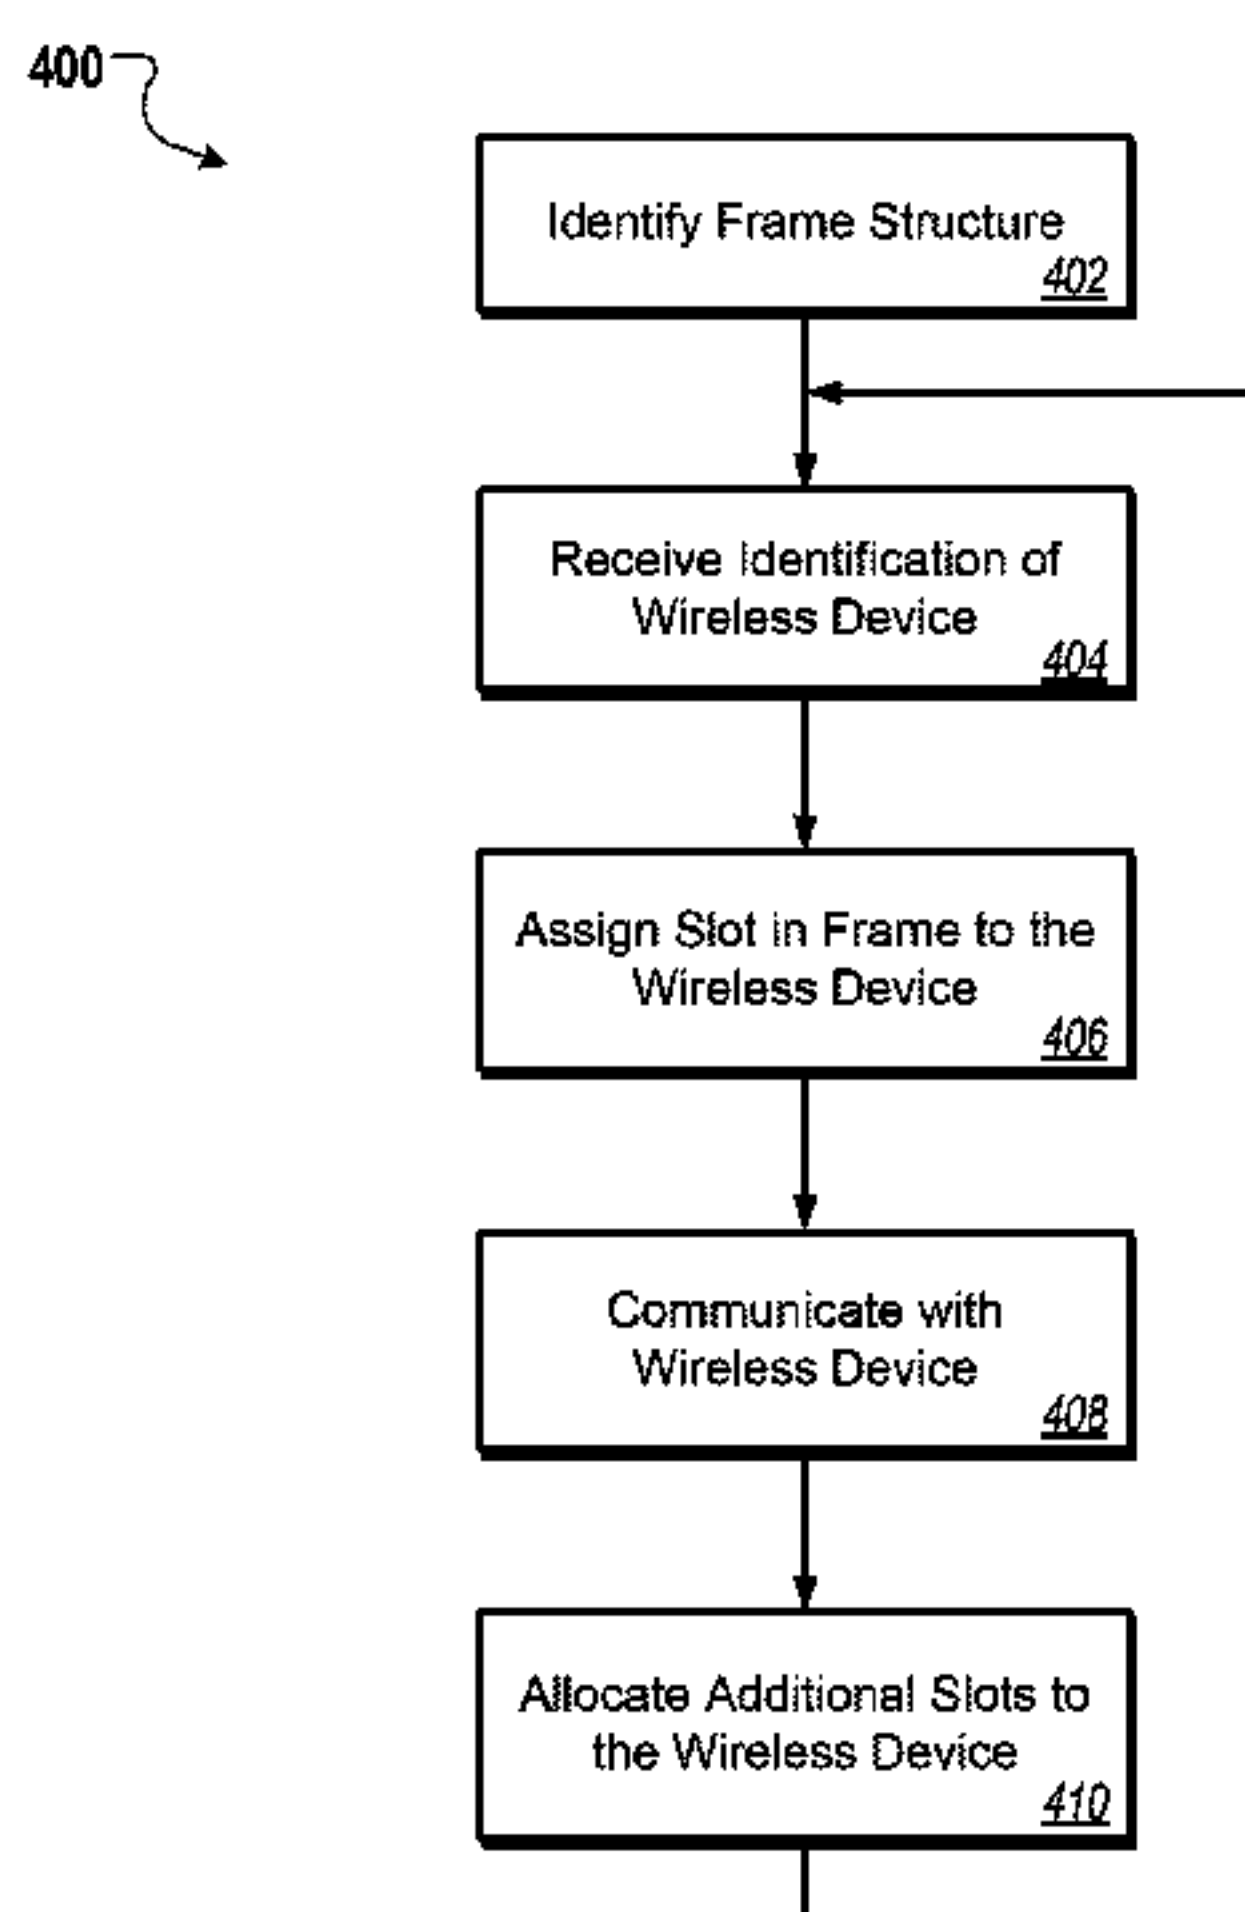 400
Identify Frame Structure
402
Receive Identification of
Wireless Device
404
Assign Slot in Frame to the
Wireless Device
406
Communicate with
Wireless Device
408
Allocate Additional Slots to
the Wireless Device
410